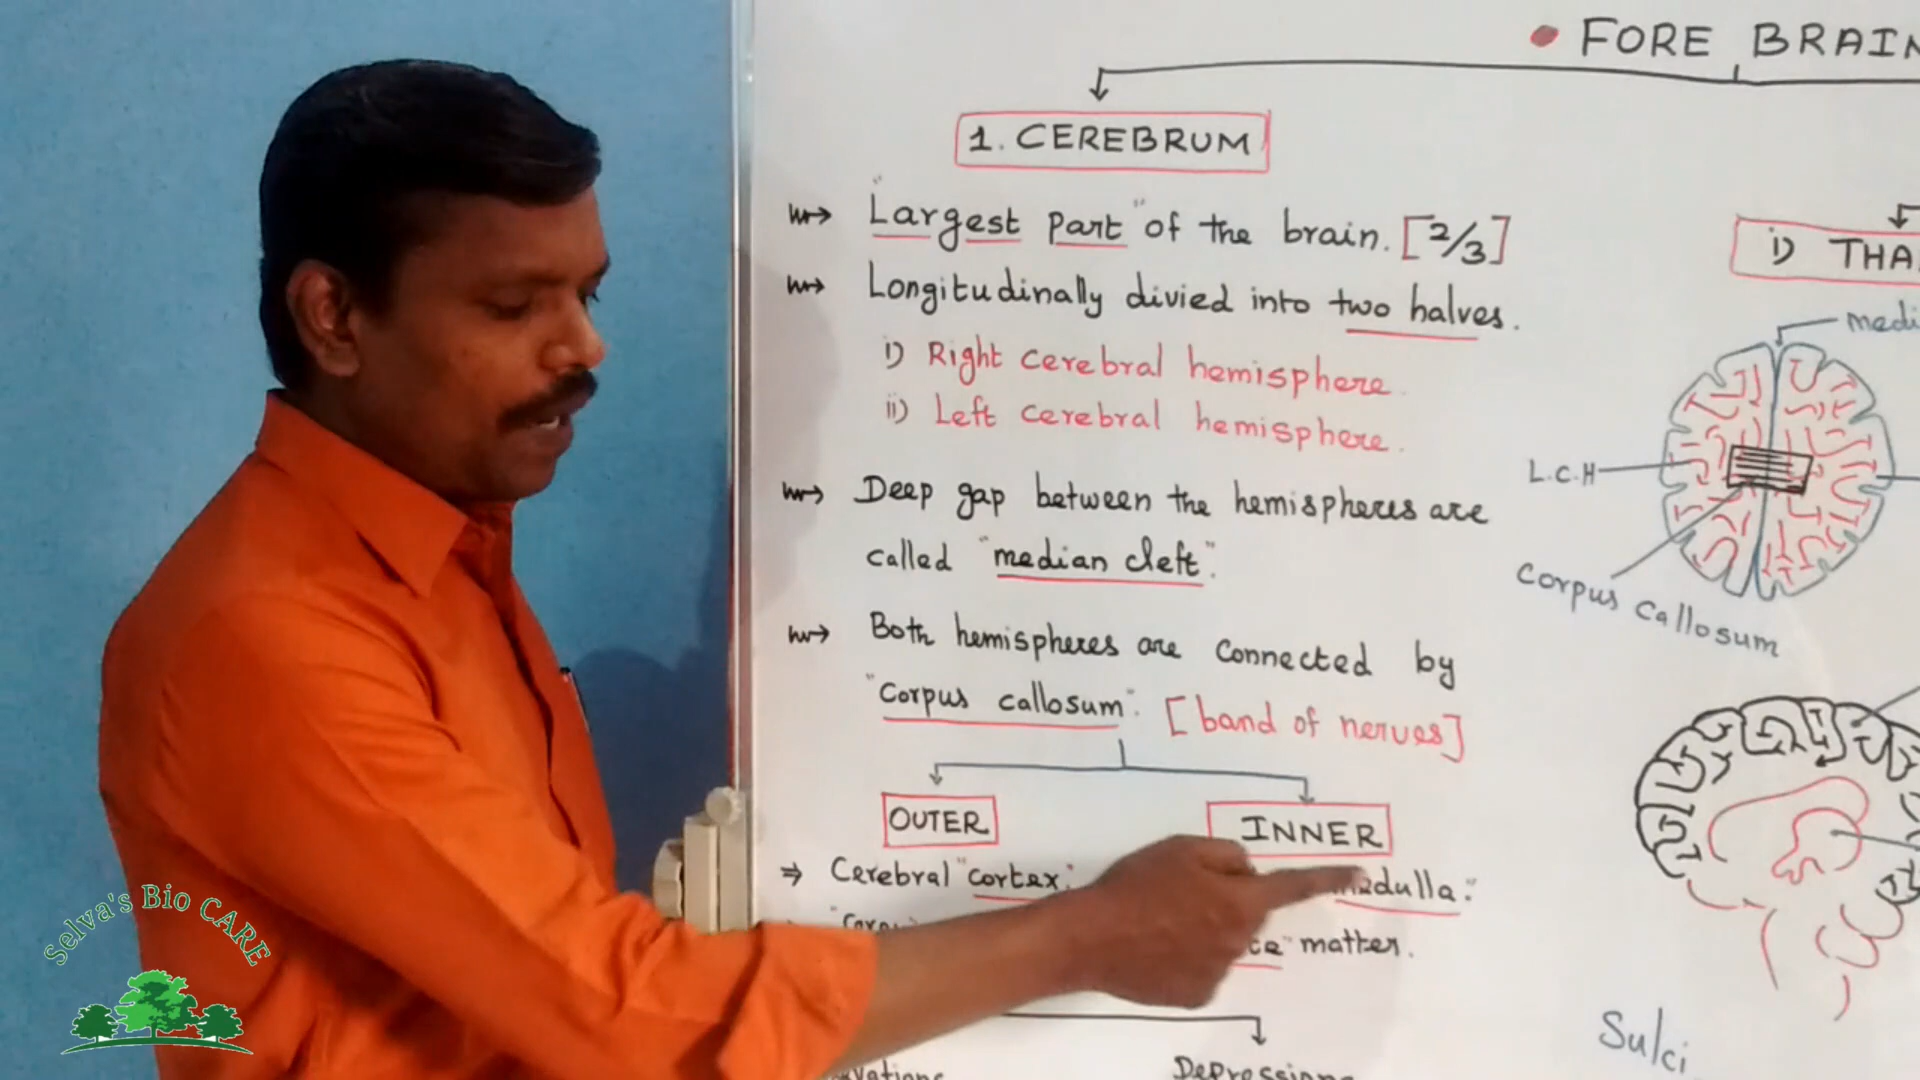 FORE BRAIN
1. CEREBRUM
"Largest part" of the brain. [2/3]
Longitudinally divied into two halves.
i) Right cerebral hemisphere.
ii) Left cerebral hemisphere.
Deep gap between the hemispheres are
called "median cleft".
Both hemispheres are connected by
"Corpus callosum". [band of nerves]
OUTER
INNER
Cerebral "cortex".
medulla."
matter.
Depressions
i) THA
medi
L.C.H
Corpus Callosum
Sulci
Selva's Bio CARE